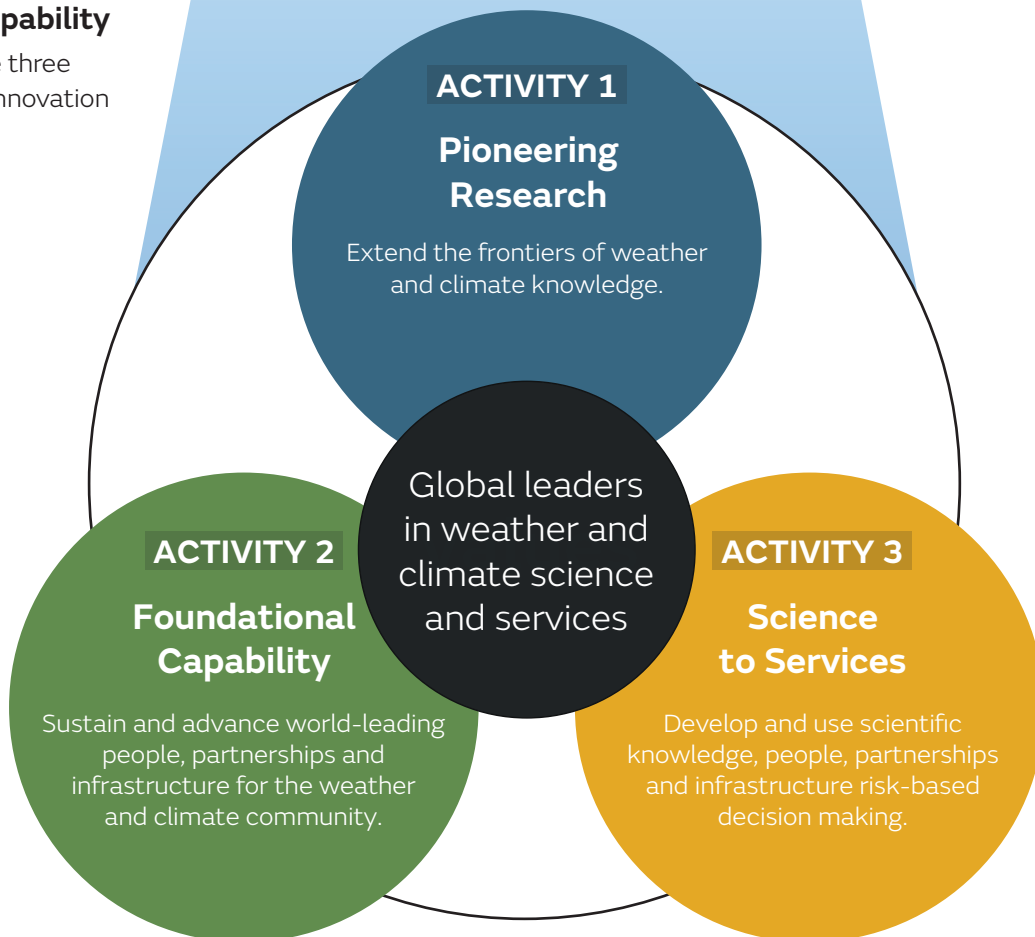 pability
three
nnovation
ACTIVITY 1
Pioneering
Research
Extend the frontiers of weather
and climate knowledge.
Global leaders
in weather and
climate science
and services
ACTIVITY 2
Foundational
Capability
Sustain and advance world-leading
people, partnerships and
infrastructure for the weather
and climate community.
ACTIVITY 3
Science
to Services
Develop and use scientific
knowledge, people, partnerships
and infrastructure risk-based
decision making.